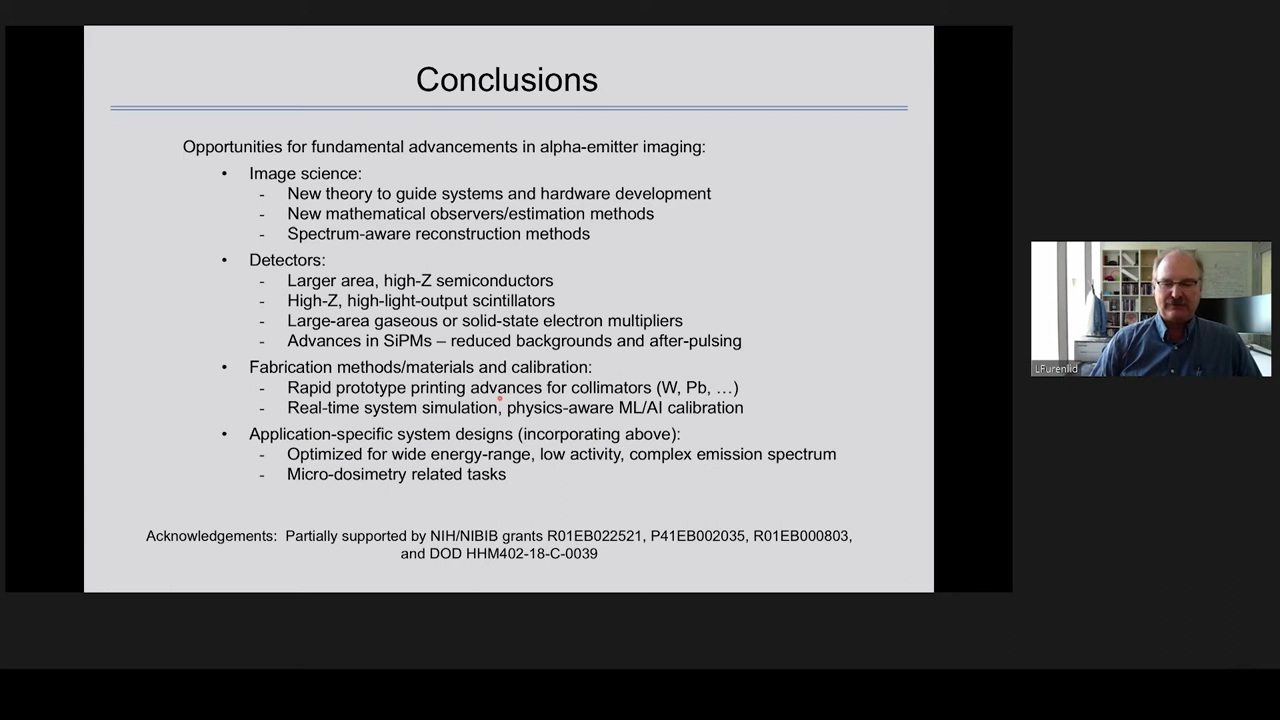 Conclusions
Opportunities for fundamental advancements in alpha-emitter imaging:
• Image science:
- New theory to guide systems and hardware development
- New mathematical observers/estimation methods
- Spectrum-aware reconstruction methods
• Detectors:
- Larger area, high-Z semiconductors
- High-Z, high-light-output scintillators
- Large-area gaseous or solid-state electron multipliers
- Advances in SiPMs – reduced backgrounds and after-pulsing
• Fabrication methods/materials and calibration:
- Rapid prototype printing advances for collimators (W, Pb, …)
- Real-time system simulation, physics-aware ML/AI calibration
• Application-specific system designs (incorporating above):
- Optimized for wide energy-range, low activity, complex emission spectrum
- Micro-dosimetry related tasks
Acknowledgements: Partially supported by NIH/NIBIB grants R01EB022521, P41EB002035, R01EB000803,
and DOD HHM402-18-C-0039
LFurenlid